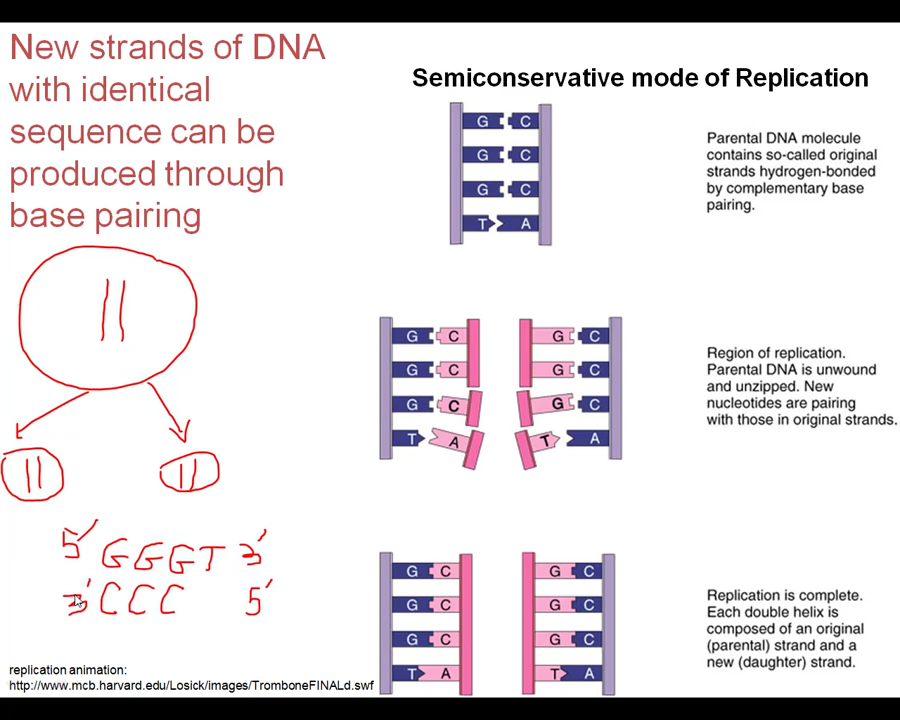 New strands of DNA
with identical
sequence can be
produced through
base pairing
Semiconservative mode of Replication
G C
G C
G C
T A
Parental DNA molecule
contains so-called original
strands hydrogen-bonded
by complementary base
pairing.
G C G C
G C G C
G C G C
T A T A
Region of replication.
Parental DNA is unwound
and unzipped. New
nucleotides are pairing
with those in original strands.
5' G G G T 3'
3' C C C 5'
G C G C
G C G C
G C G C
T A T A
Replication is complete.
Each double helix is
composed of an original
(parental) strand and a
new (daughter) strand.
replication animation:
http://www.mcb.harvard.edu/Losick/images/TromboneFINALd.swf